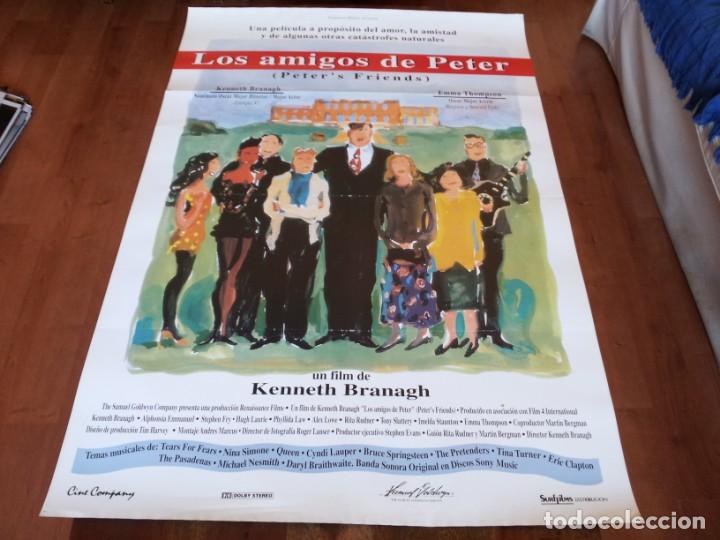 Una película a propósito del amor, la amistad
y de algunas otras catástrofes naturales
Los amigos de Peter
(Peter's Friends)
Kenneth Branagh
Emma Thompson
un film de
Kenneth Branagh
The Samuel Goldwyn Company presenta una producción Renaissance Films • Un film de Kenneth Branagh "Los amigos de Peter" (Peter's Friends) • Producido en asociación con Film 4 International
Kenneth Branagh • Alphonsia Emmanuel • Stephen Fry • Hugh Laurie • Phyllida Law • Alex Lowe • Rita Rudner • Tony Slattery • Imelda Staunton • Emma Thompson • Coproductor Martin Bergman
Diseño de producción Tim Harvey • Montaje Andrew Marcus • Director de fotografía Roger Lanser • Productor ejecutivo Stephen Evans • Guión Rita Rudner y Martin Bergman • Director Kenneth Branagh
Temas musicales de: Tears For Fears • Nina Simone • Queen • Cyndi Lauper • Bruce Springsteen • The Pretenders • Tina Turner • Eric Clapton
The Pasadenas • Michael Nesmith • Daryl Braithwaite. Banda Sonora Original en Discos Sony Music
Cine Company
DOLBY STEREO
Samuel Goldwyn
Surfilms DISTRIBUCION
todocoleccion